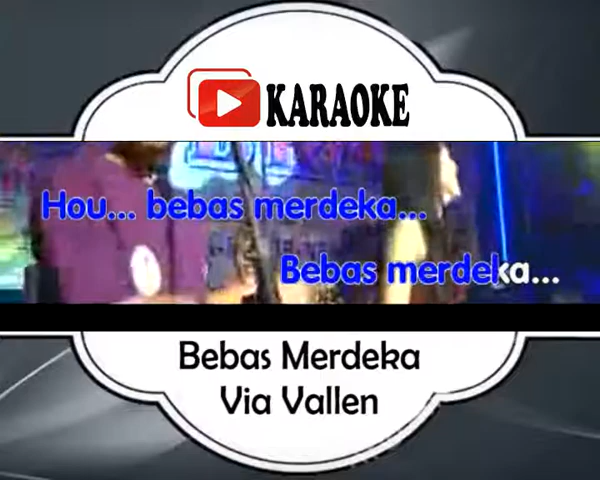 KARAOKE
Hou... bebas merdeka...
Bebas merdeka...
Bebas Merdeka
Via Vallen